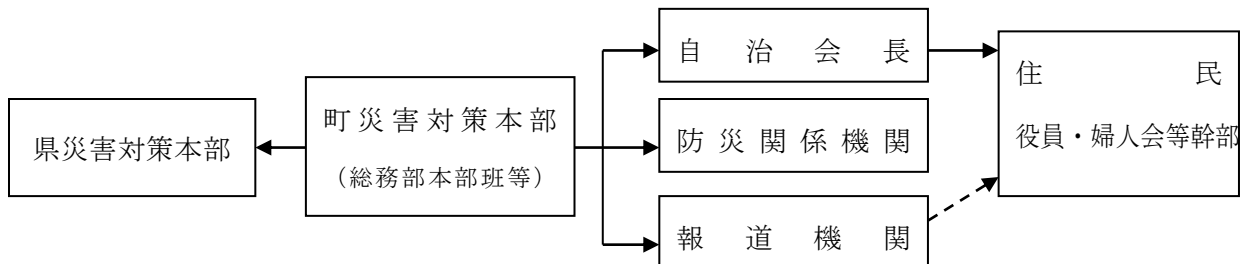 県災害対策本部
町災害対策本部
（総務部本部班等）
自治会長
防災関係機関
報道機関
住民
役員・婦人会等幹部